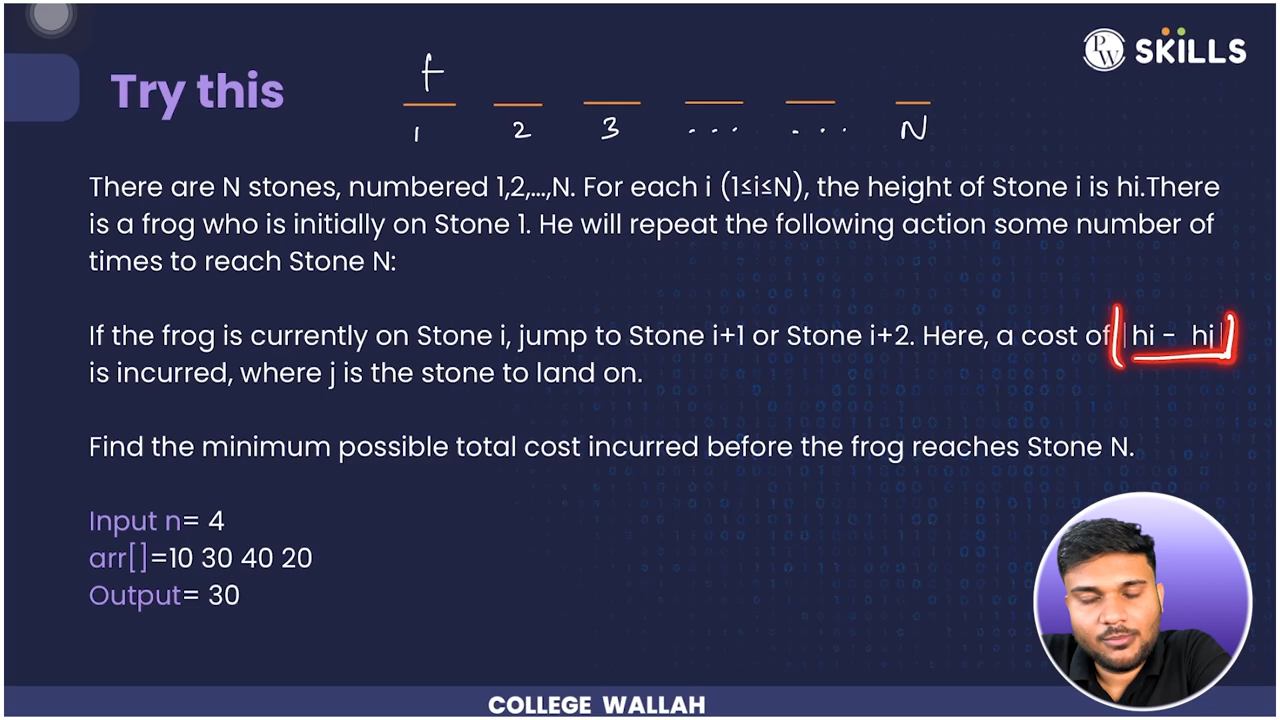 PW SKILLS
Try this
f
1 2 3 ... ... N
There are N stones, numbered 1,2,...,N. For each i (1≤i≤N), the height of Stone i is hi.There
is a frog who is initially on Stone 1. He will repeat the following action some number of
times to reach Stone N:
If the frog is currently on Stone i, jump to Stone i+1 or Stone i+2. Here, a cost of |hi - hj|
is incurred, where j is the stone to land on.
Find the minimum possible total cost incurred before the frog reaches Stone N.
Input n= 4
arr[]=10 30 40 20
Output= 30
COLLEGE WALLAH